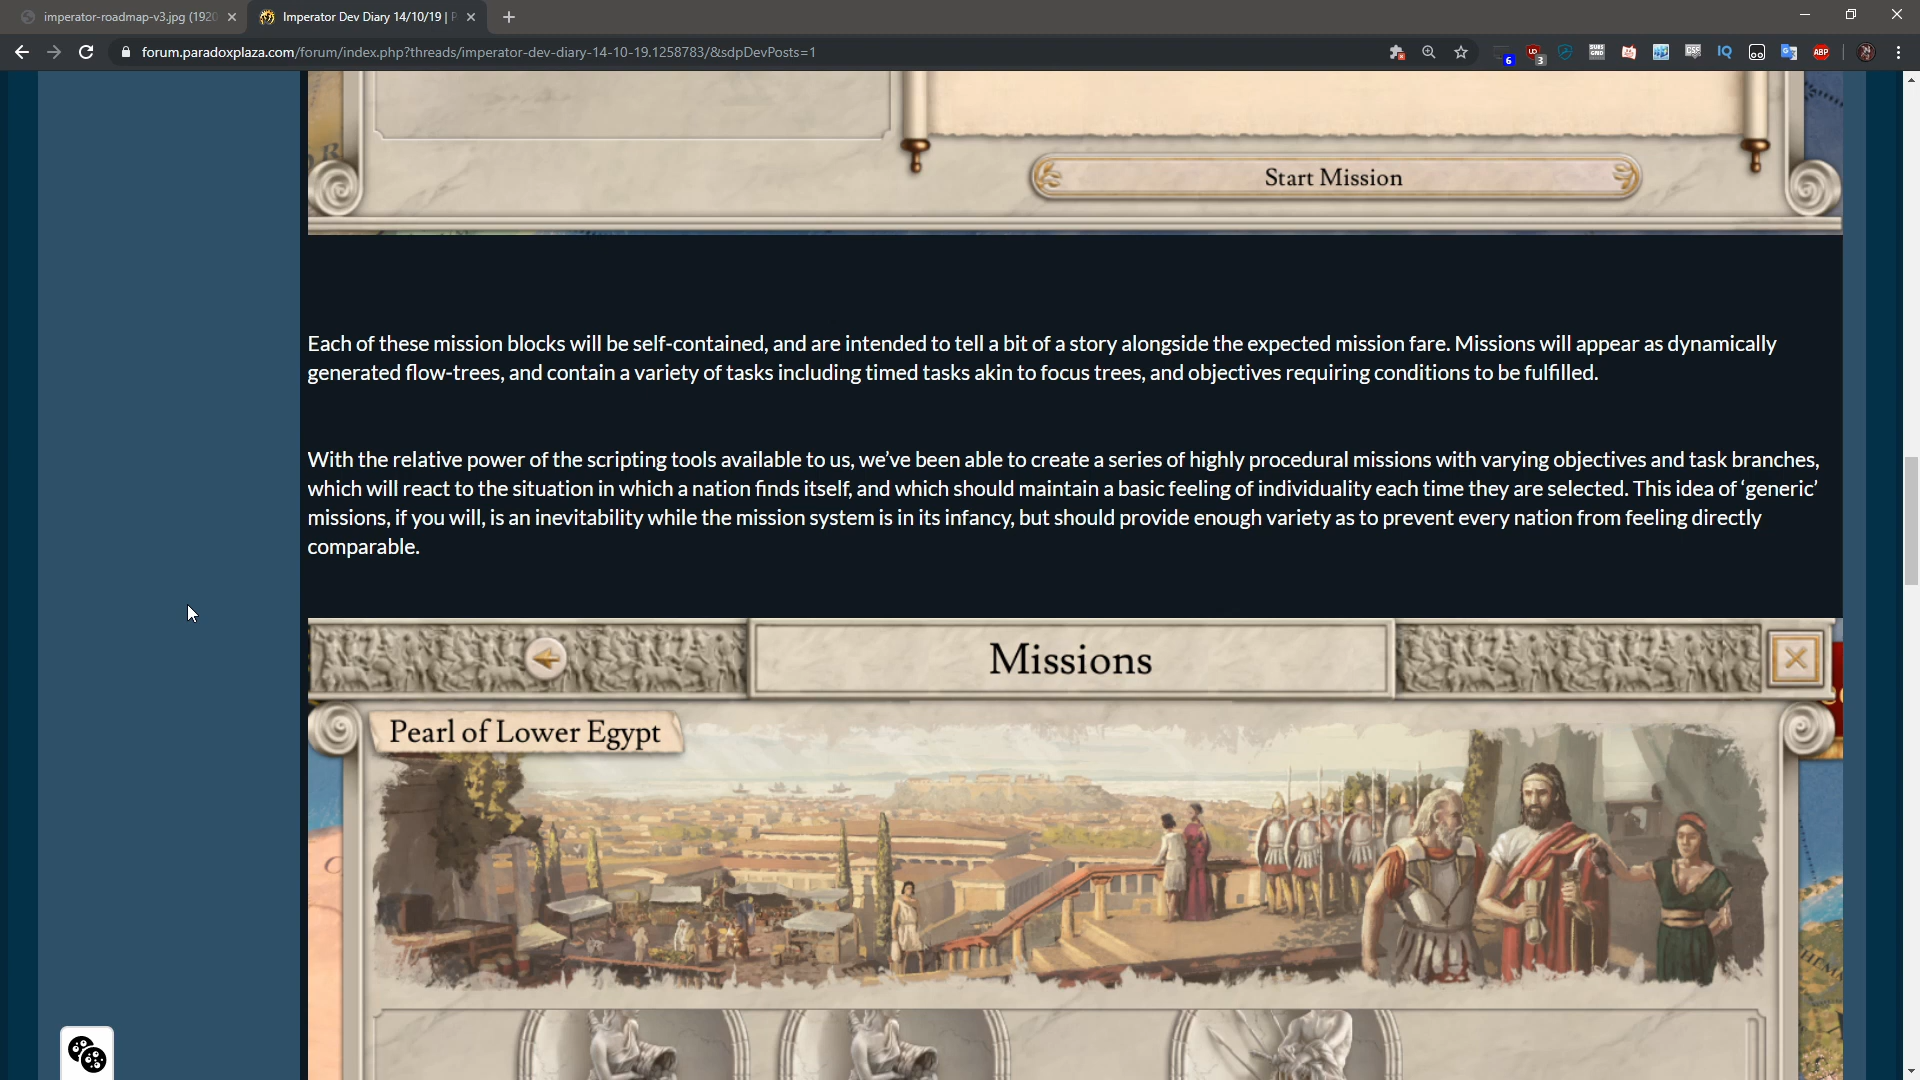 imperator-roadmap-v3.jpg (1920
Imperator Dev Diary 14/10/19 | P
forum.paradoxplaza.com/forum/index.php?threads/imperator-dev-diary-14-10-19.1258783/&sdpDevPosts=1
6
UD
3
IQ
ABP
Start Mission
Each of these mission blocks will be self-contained, and are intended to tell a bit of a story alongside the expected mission fare. Missions will appear as dynamically
generated flow-trees, and contain a variety of tasks including timed tasks akin to focus trees, and objectives requiring conditions to be fulfilled.
With the relative power of the scripting tools available to us, we’ve been able to create a series of highly procedural missions with varying objectives and task branches,
which will react to the situation in which a nation finds itself, and which should maintain a basic feeling of individuality each time they are selected. This idea of ‘generic’
missions, if you will, is an inevitability while the mission system is in its infancy, but should provide enough variety as to prevent every nation from feeling directly
comparable.
Missions
Pearl of Lower Egypt